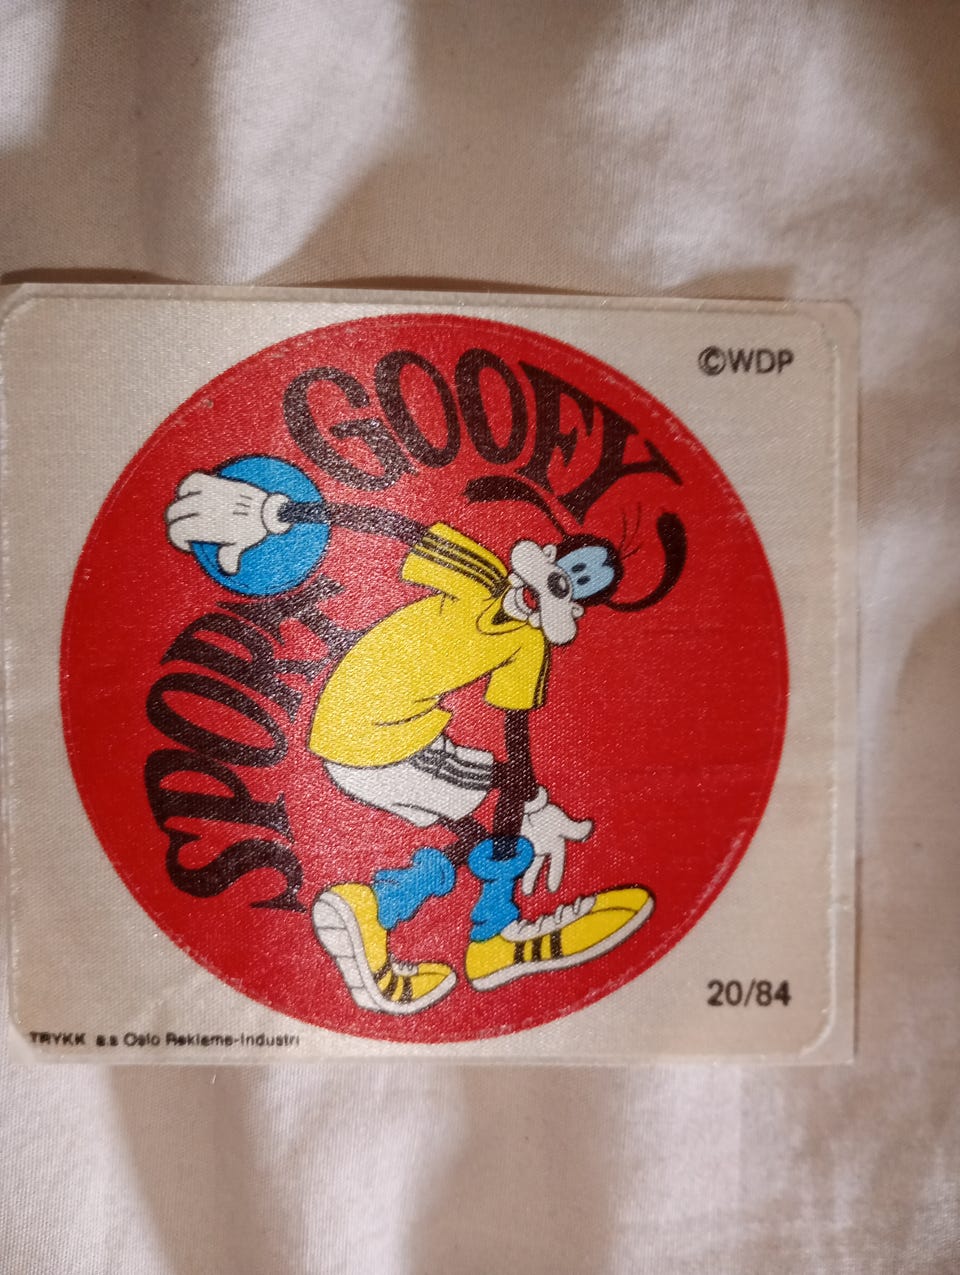 ©WDP
SPORT
GOOFY
20/84
TRYKK a.s Oslo Reklame-Industri